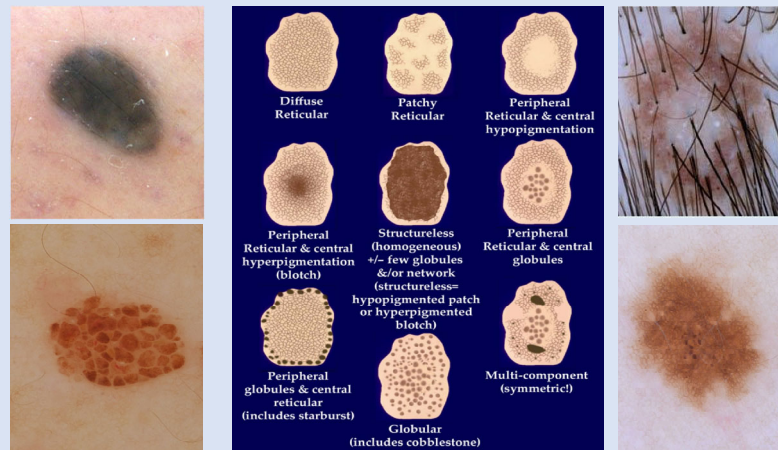 Diffuse
Reticular
Patchy
Reticular
Peripheral
Reticular & central
hypopigmentation
Peripheral
Reticular & central
hyperpigmentation
(blotch)
Structureless
(homogeneous)
+/- few globules
&/or network
(structureless=
hypopigmented patch
or hyperpigmented
blotch)
Peripheral
Reticular & central
globules
Peripheral
globules & central
reticular
(includes starburst)
Globular
(includes cobblestone)
Multi-component
(symmetric!)